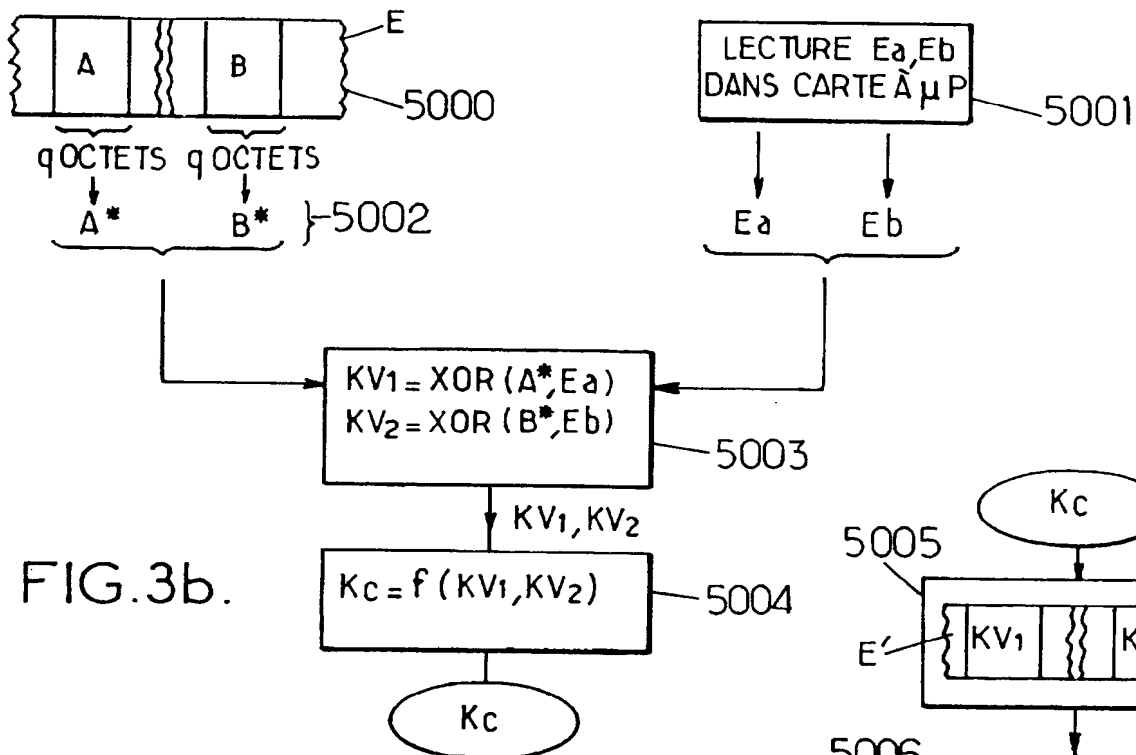 E
A B
5000
q OCTETS q OCTETS
A* B* }5002
LECTURE Ea,Eb
DANS CARTE À µP
5001
Ea Eb
KV1 = XOR (A*,Ea)
KV2 = XOR (B*,Eb)
5003
KV1, KV2
Kc = f (KV1,KV2)
5004
Kc
FIG.3b.
Kc
5005
E' KV1 K
5006